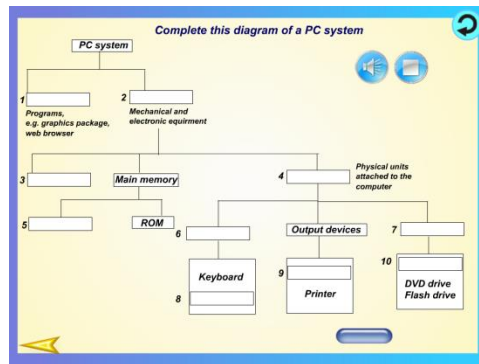 Complete this diagram of a PC system
PC system
1
2
Programs,
e.g. graphics package,
web browser
Mechanical and
electronic equirment
3
Main memory
4
Physical units
attached to the
computer
5
ROM
6
Output devices
7
Keyboard
8
9
Printer
10
DVD drive
Flash drive